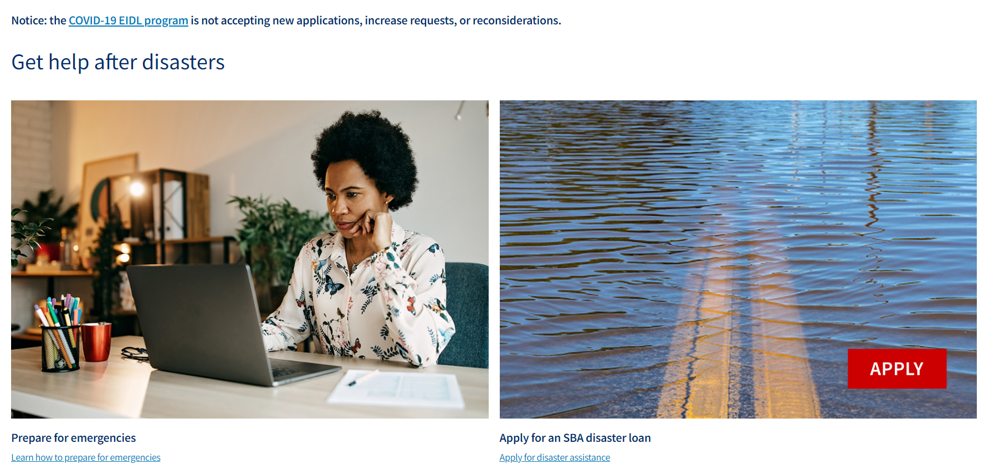 Notice: the COVID-19 EIDL program is not accepting new applications, increase requests, or reconsiderations.
Get help after disasters
APPLY
Prepare for emergencies
Learn how to prepare for emergencies
Apply for an SBA disaster loan
Apply for disaster assistance